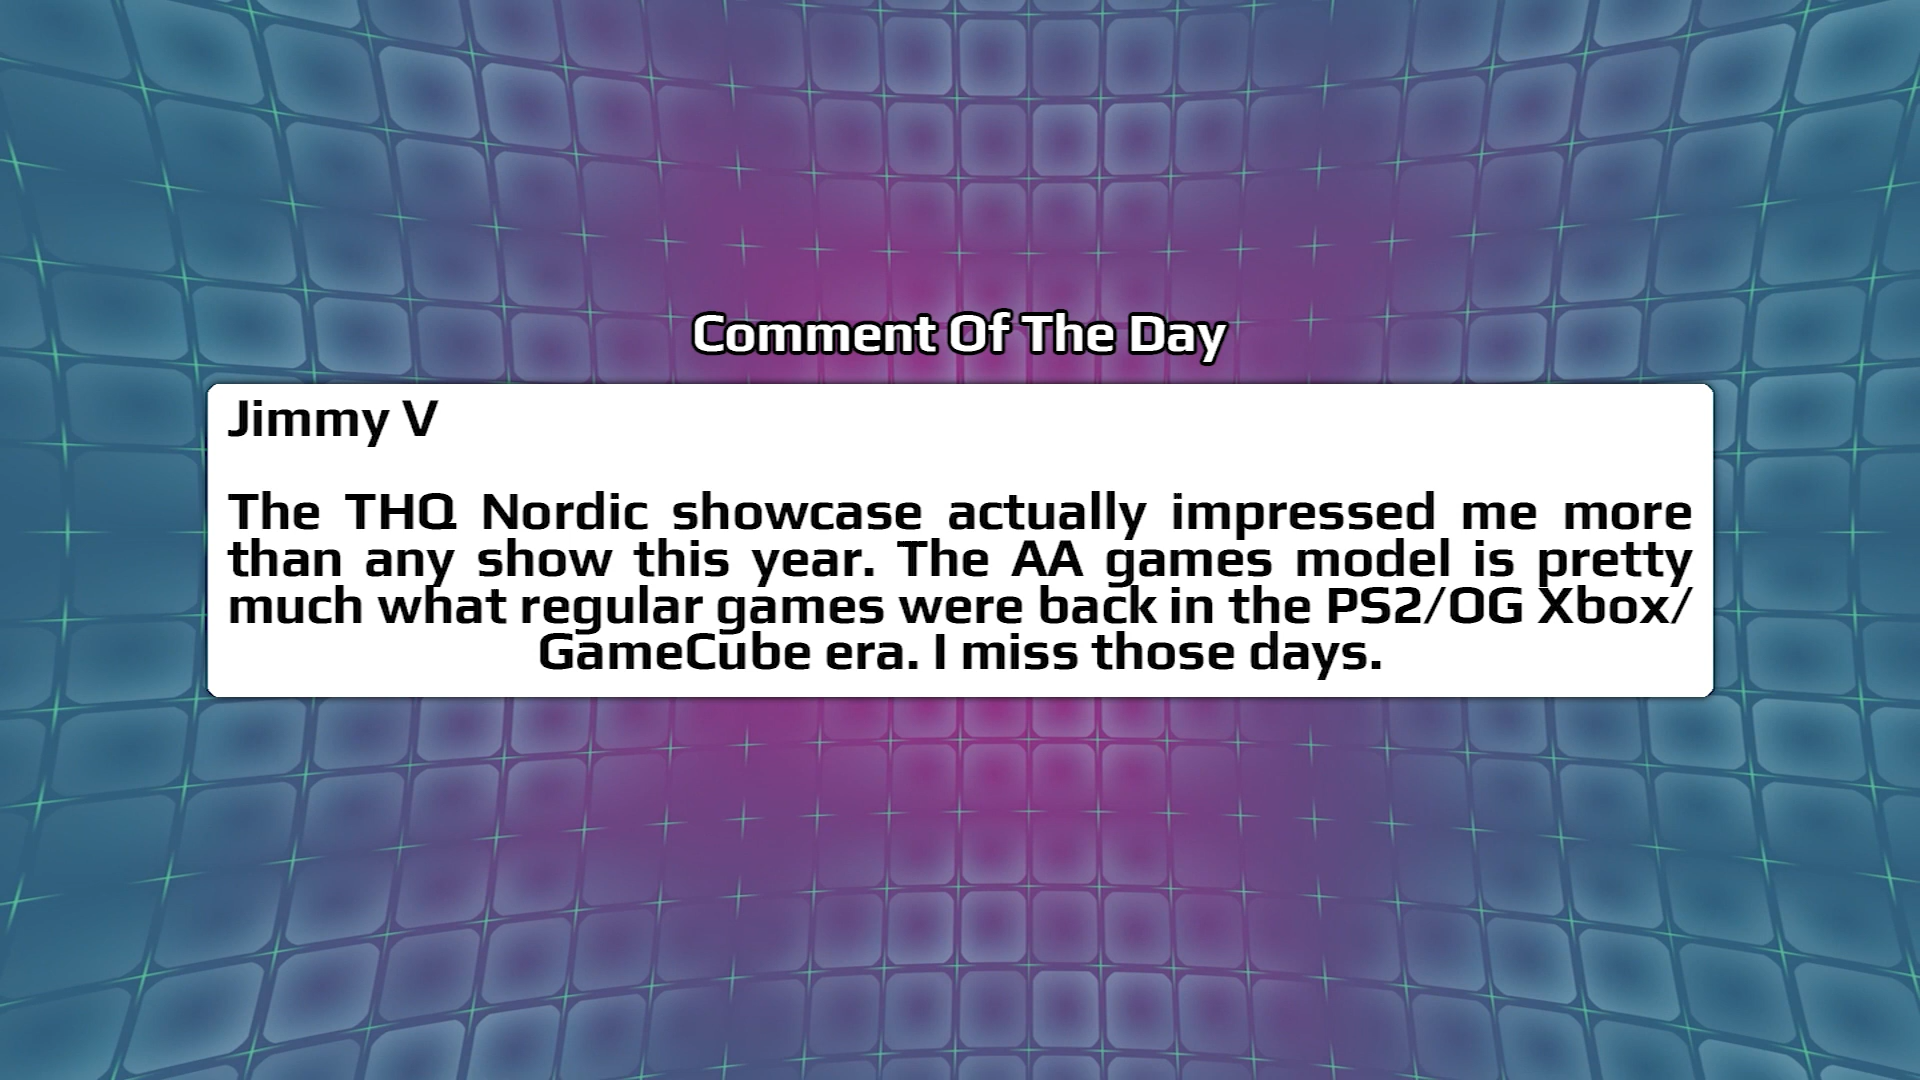 Comment Of The Day
Jimmy V
The THQ Nordic showcase actually impressed me more
than any show this year. The AA games model is pretty
much what regular games were back in the PS2/OG Xbox/
GameCube era. I miss those days.